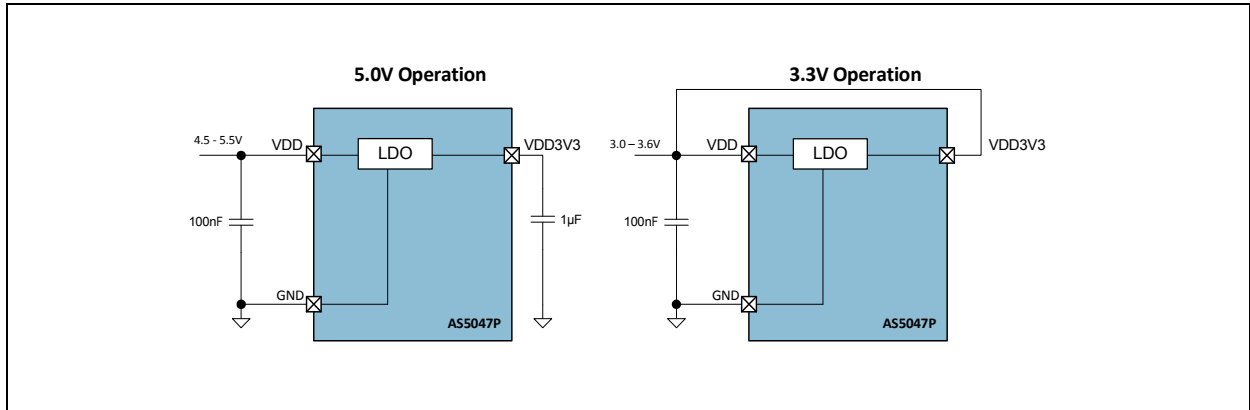 5.0V Operation
4.5 - 5.5V
VDD
LDO
VDD3V3
100nF
1µF
GND
AS5047P
3.3V Operation
3.0 – 3.6V
VDD
LDO
VDD3V3
100nF
GND
AS5047P